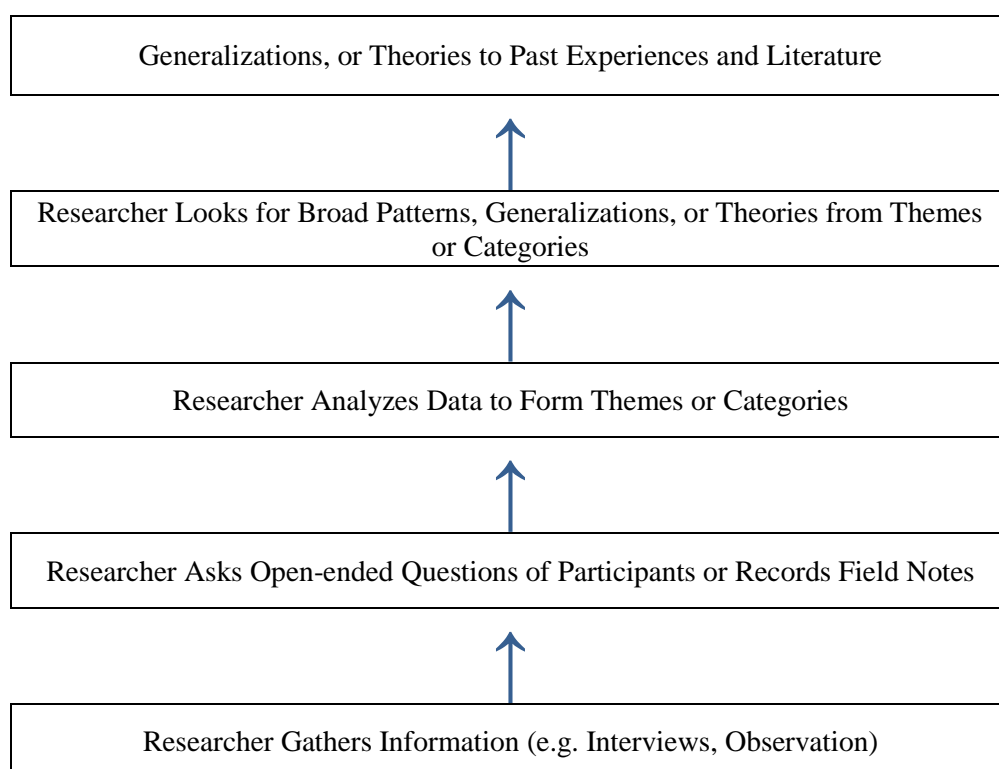 Generalizations, or Theories to Past Experiences and Literature
Researcher Looks for Broad Patterns, Generalizations, or Theories from Themes
or Categories
Researcher Analyzes Data to Form Themes or Categories
Researcher Asks Open-ended Questions of Participants or Records Field Notes
Researcher Gathers Information (e.g. Interviews, Observation)